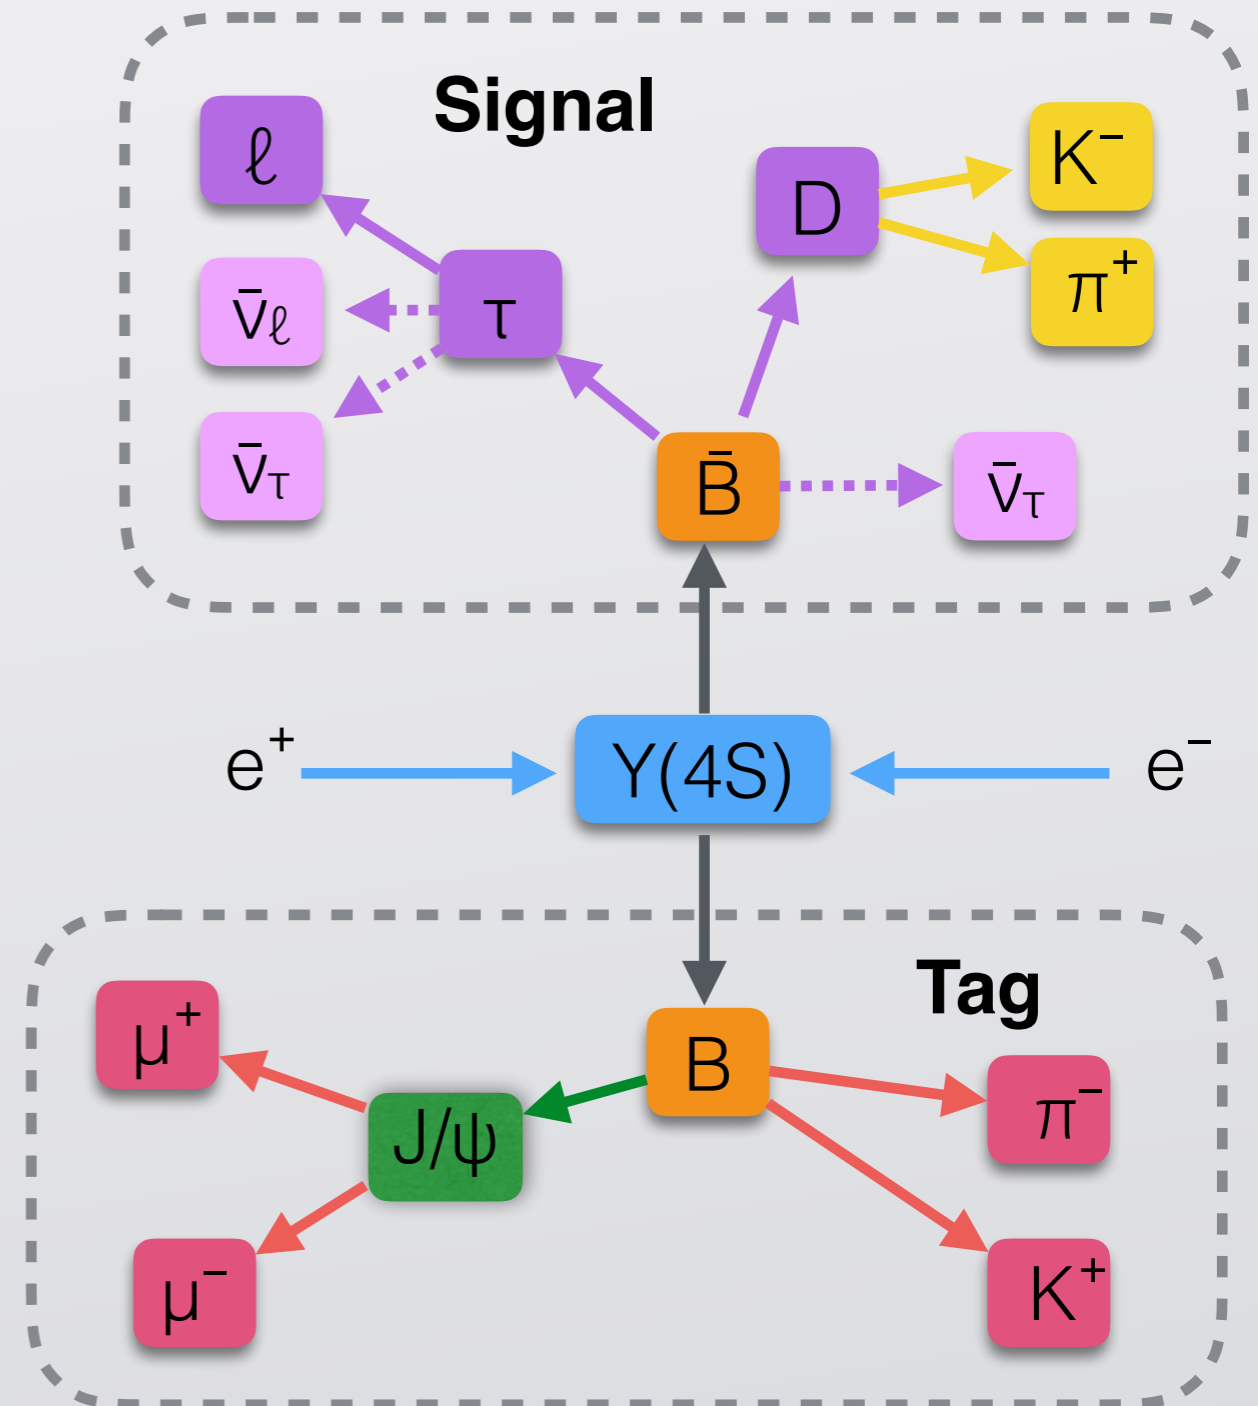 Signal
ℓ
D
K⁻
ν̄ℓ
τ
π⁺
ν̄τ
B̄
ν̄τ
e⁺
Υ(4S)
e⁻
Tag
μ⁺
B
π⁻
J/ψ
μ⁻
K⁺